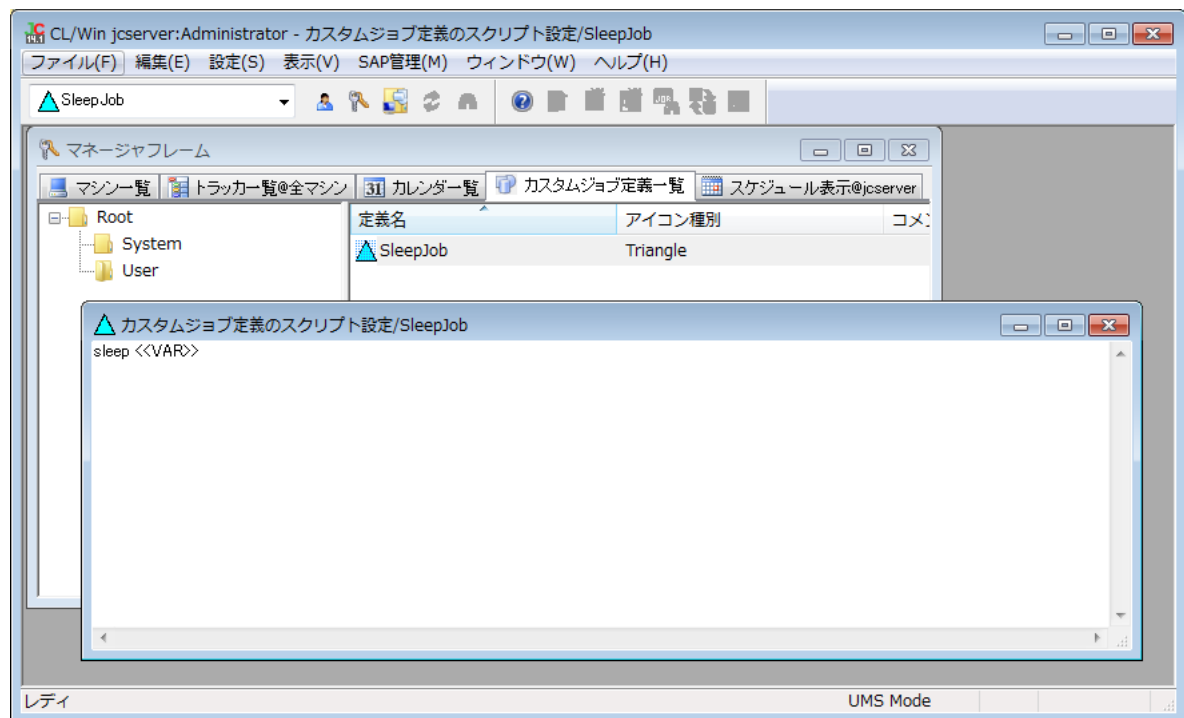 CL/Win jcserver:Administrator - カスタムジョブ定義のスクリプト設定/SleepJob
ファイル(F) 編集(E) 設定(S) 表示(V) SAP管理(M) ウィンドウ(W) ヘルプ(H)
SleepJob
マネージャフレーム
マシン一覧 トラッカ一覧@全マシン 31 カレンダー覧 カスタムジョブ定義一覧 スケジュール表示@jcserver
Root 定義名 アイコン種別 コメ
System SleepJob Triangle
User
カスタムジョブ定義のスクリプト設定/SleepJob
sleep <<VAR>>
レディ UMS Mode